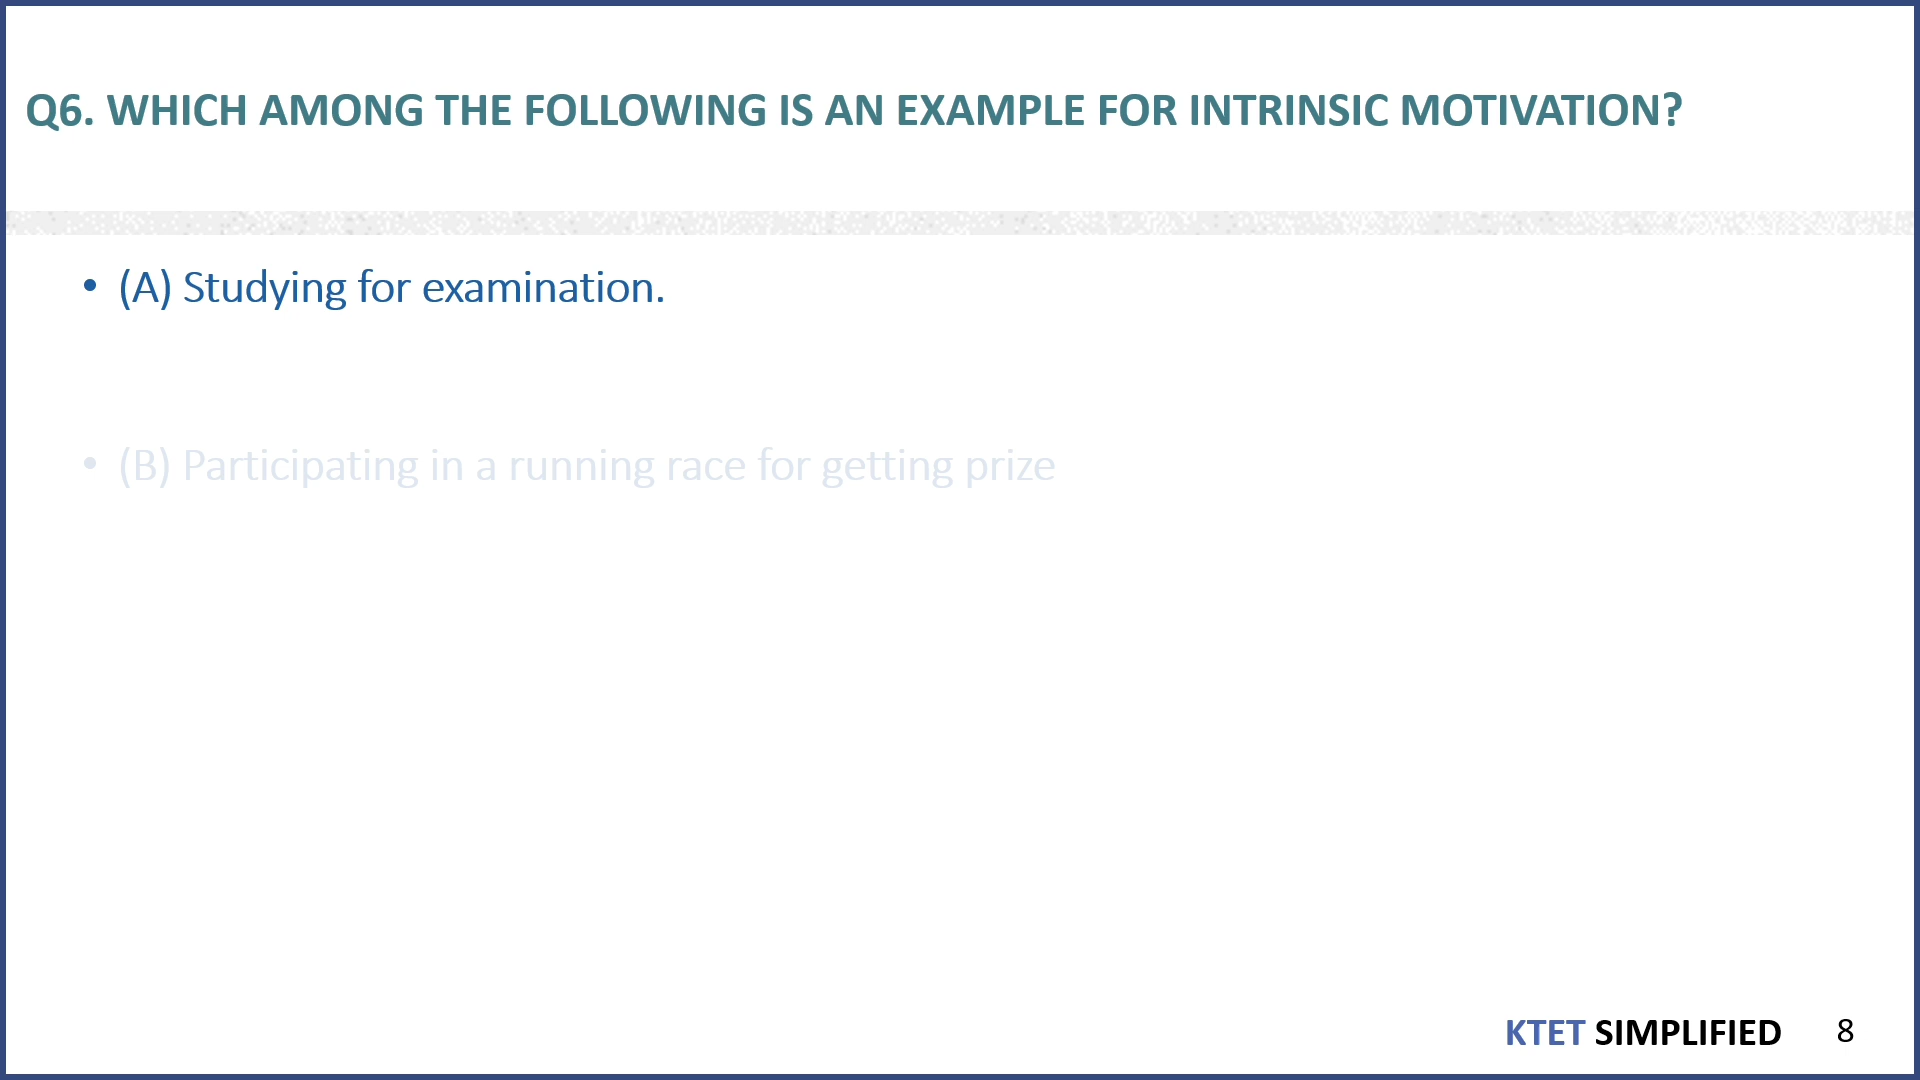 Q6. WHICH AMONG THE FOLLOWING IS AN EXAMPLE FOR INTRINSIC MOTIVATION?
• (A) Studying for examination.
• (B) Participating in a running race for getting prize
KTET SIMPLIFIED 8